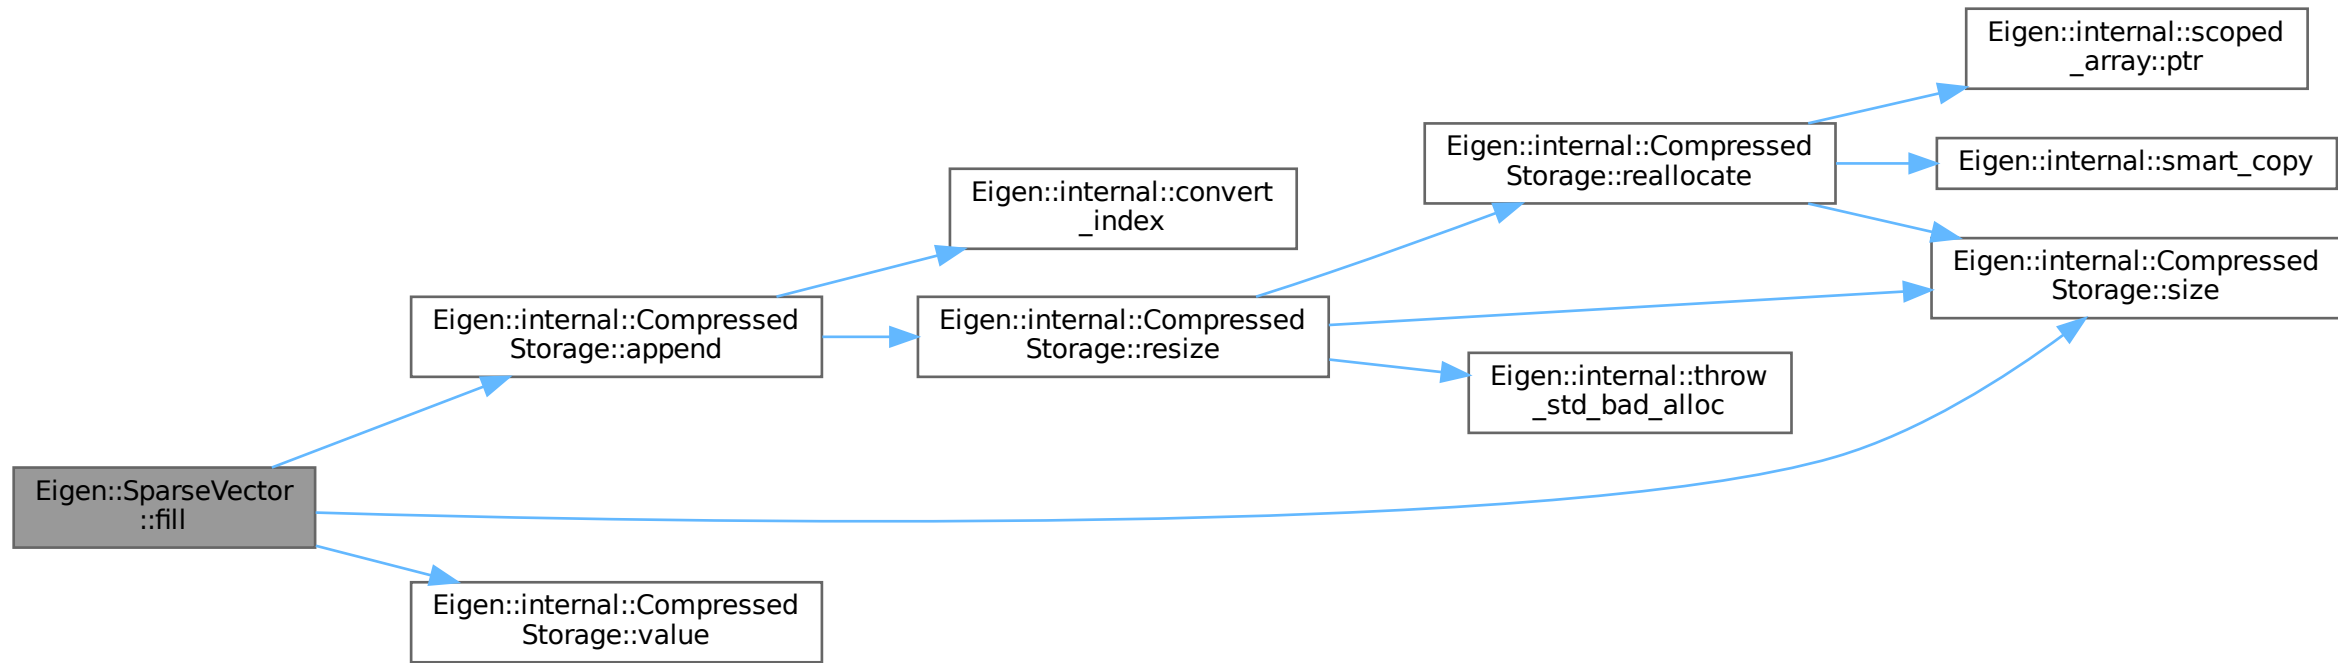 Eigen::SparseVector
::fill
Eigen::internal::Compressed
Storage::append
Eigen::internal::convert
_index
Eigen::internal::Compressed
Storage::resize
Eigen::internal::Compressed
Storage::reallocate
Eigen::internal::scoped
_array::ptr
Eigen::internal::smart_copy
Eigen::internal::Compressed
Storage::size
Eigen::internal::throw
_std_bad_alloc
Eigen::internal::Compressed
Storage::value